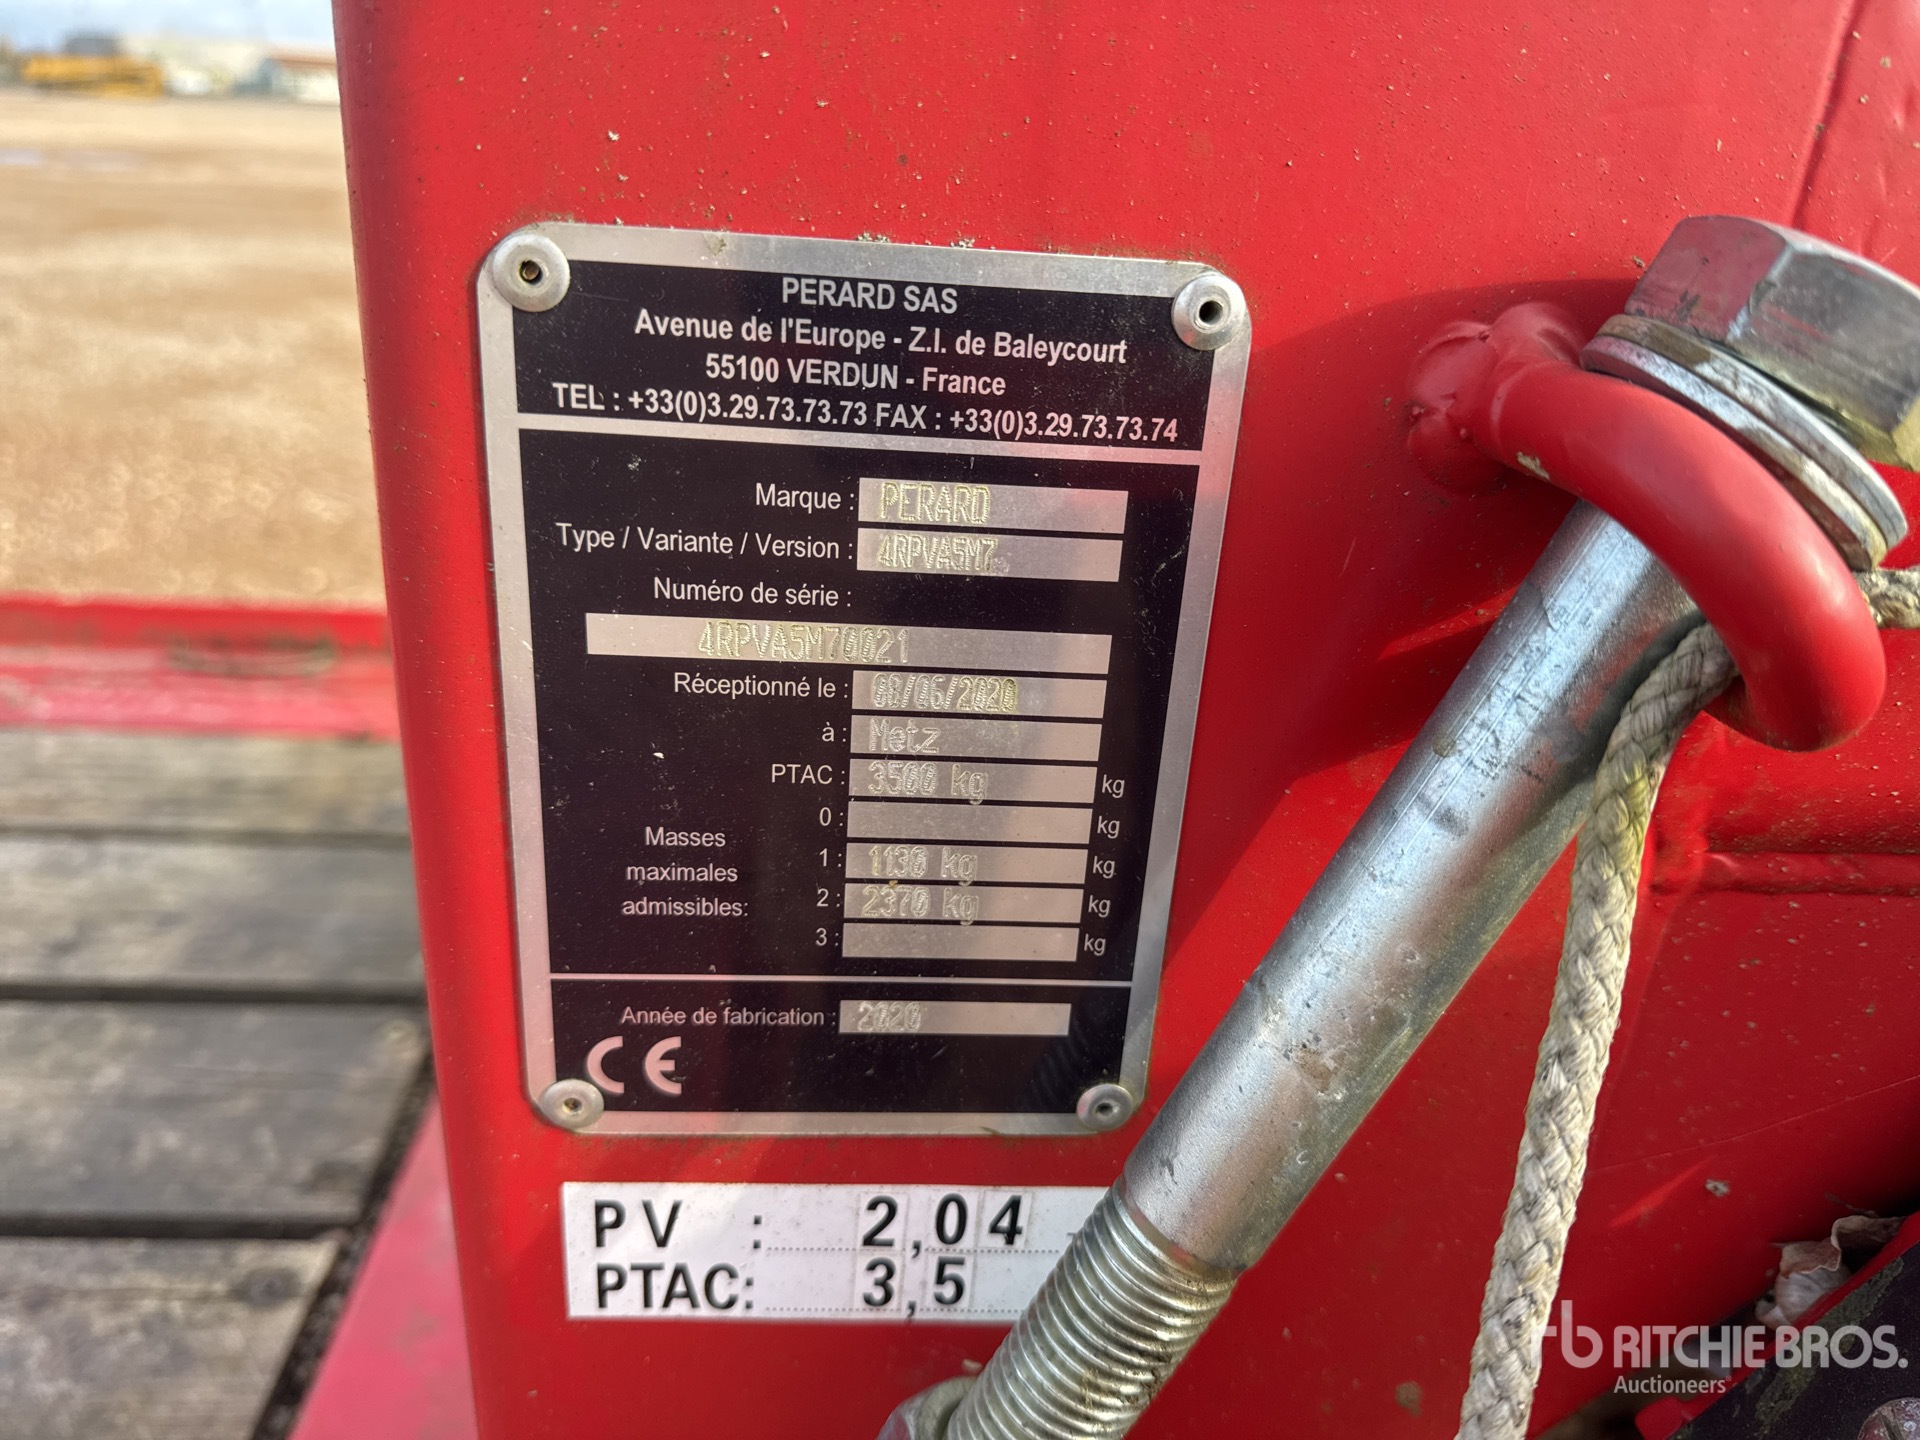 PERARD SAS
Avenue de l'Europe - Z.I. de Baleycourt
55100 VERDUN - France
TEL : +33(0)3.29.73.73.73 FAX : +33(0)3.29.73.73.74
Marque : PERARD
Type / Variante / Version : 4RPVA5M7
Numéro de série :
4RPVA5M70021
Réceptionné le : 08/06/2020
à : Metz
PTAC : 3500 kg kg
0 : kg
Masses maximales admissibles:
1 : 1130 kg kg
2 : 2370 kg kg
3 : kg
Année de fabrication : 2020
CE
PV : 2,04
PTAC: 3,5
rb RITCHIE BROS.
Auctioneers